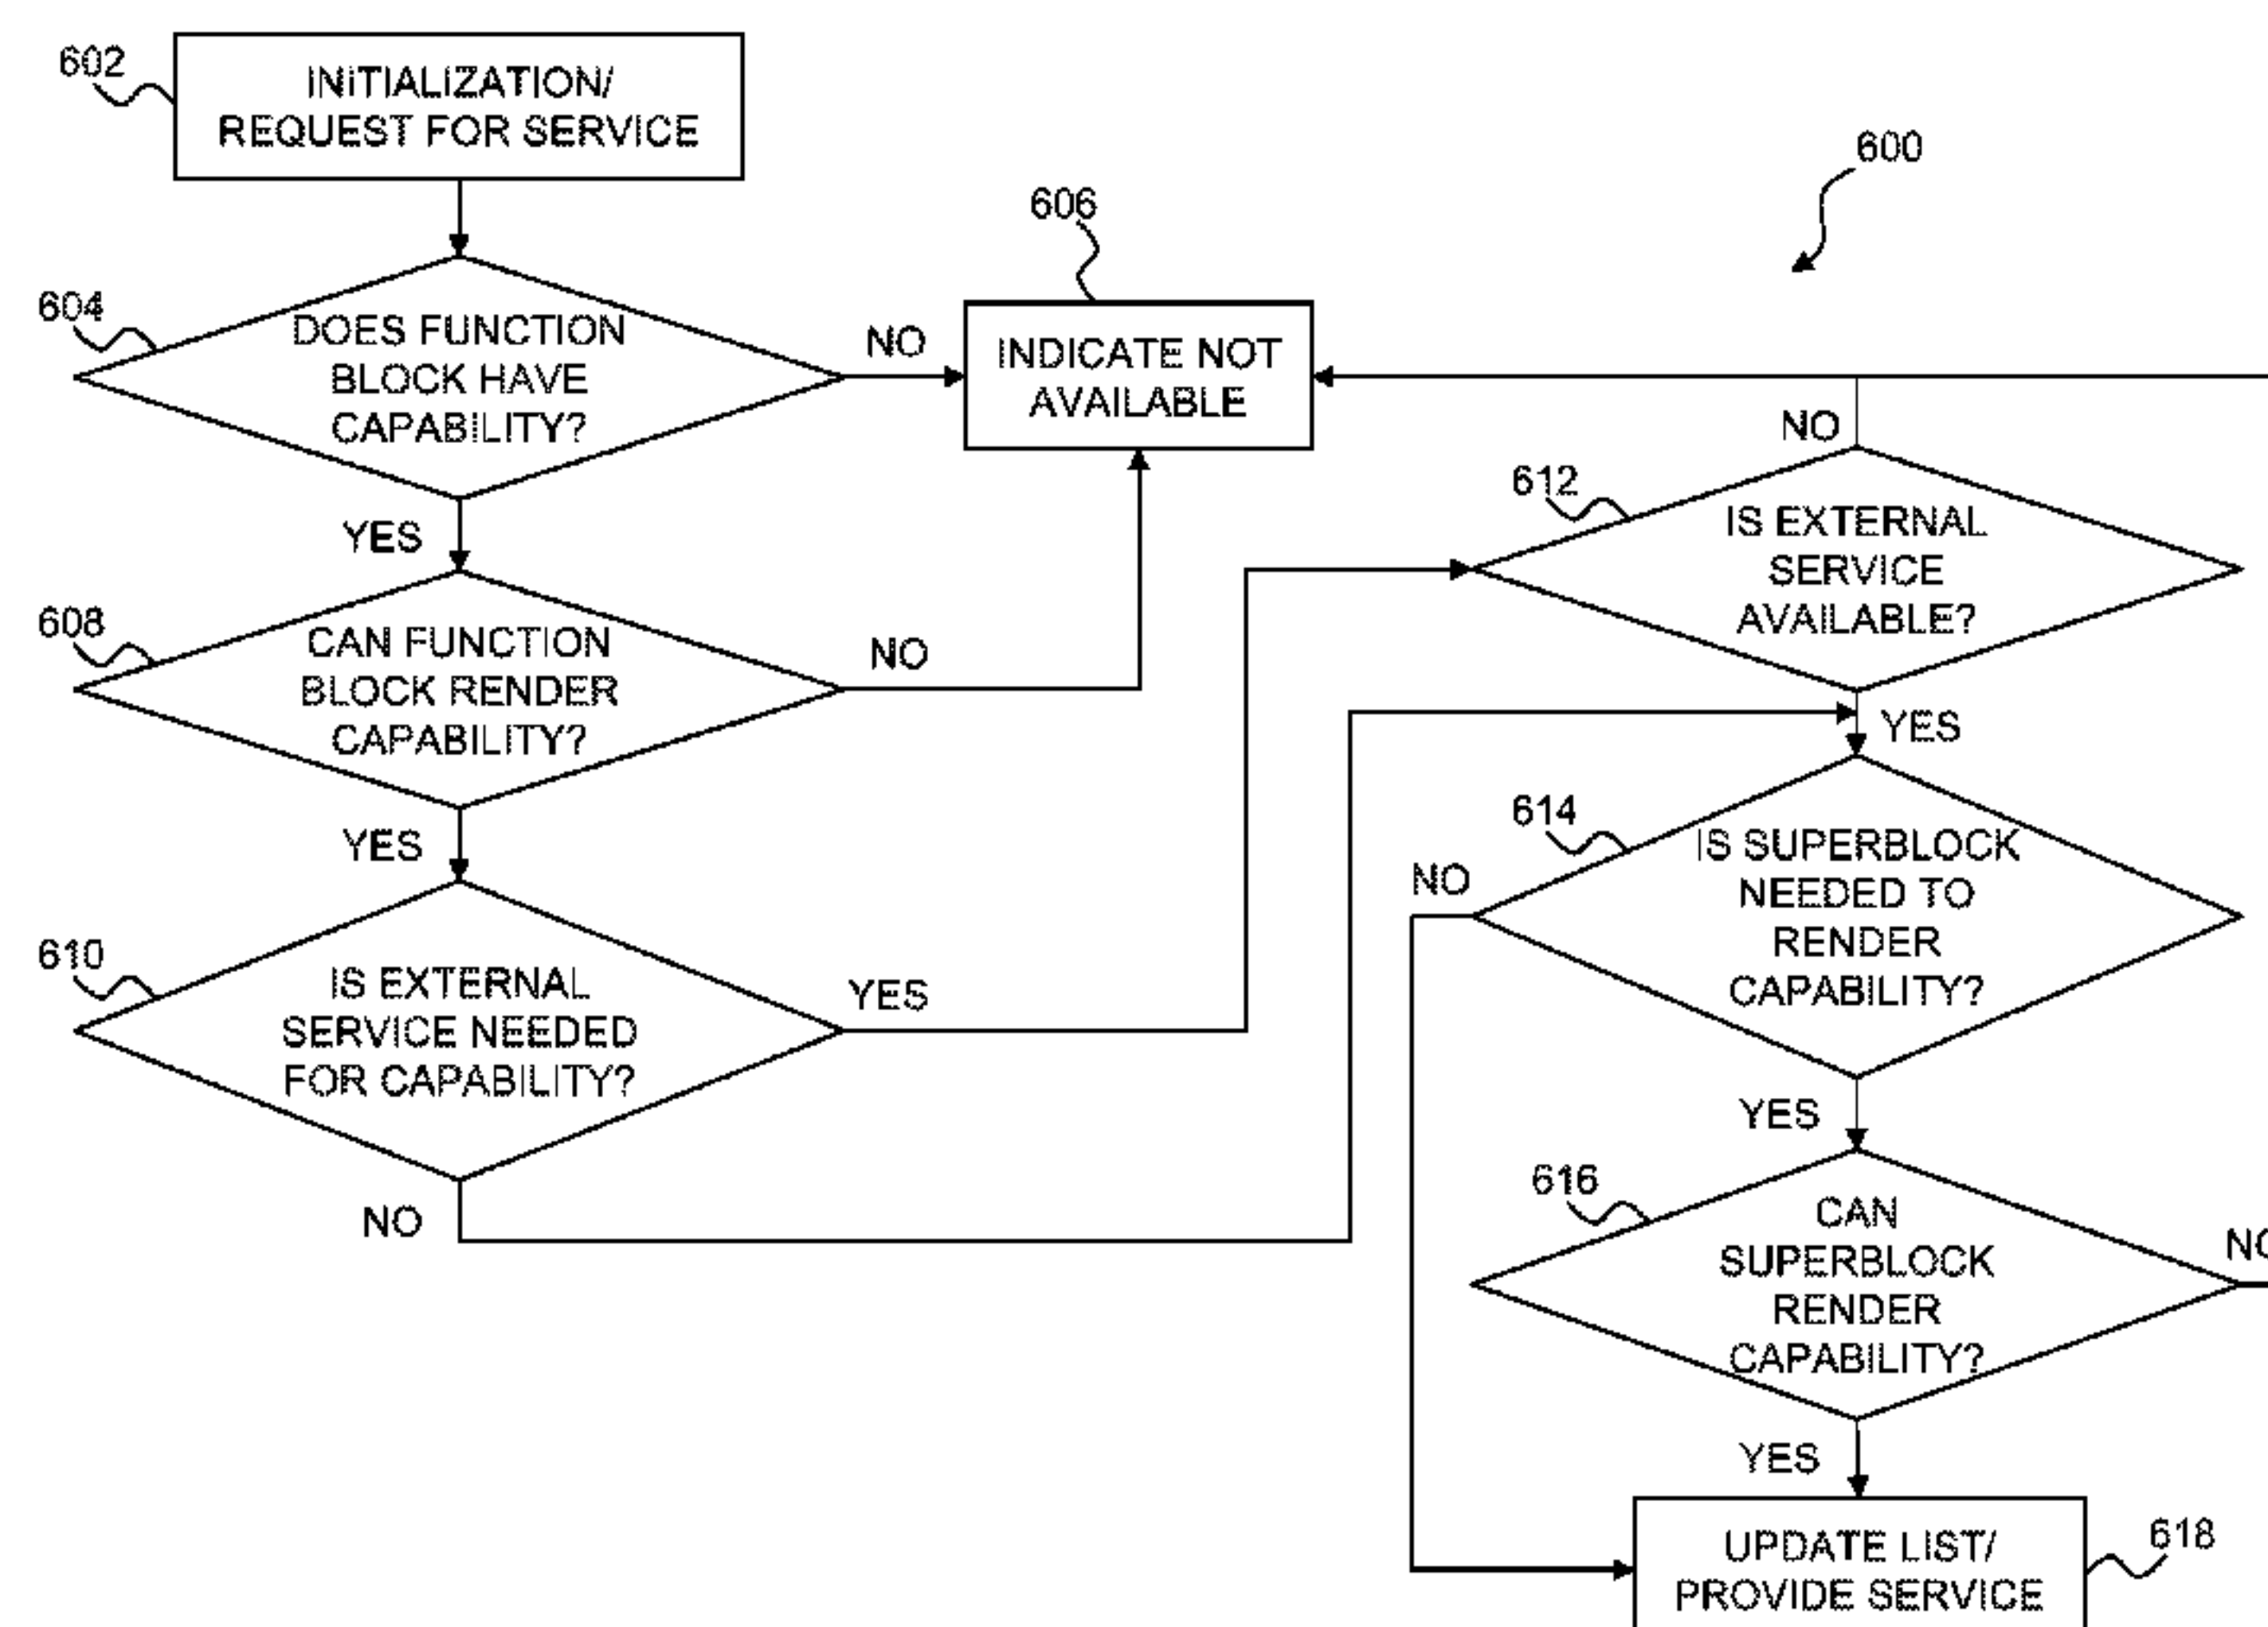 602
INITIALIZATION/
REQUEST FOR SERVICE
600
606
604
DOES FUNCTION
BLOCK HAVE
CAPABILITY?
NO
INDICATE NOT
AVAILABLE
NO
YES
612
IS EXTERNAL
SERVICE
AVAILABLE?
608
CAN FUNCTION
BLOCK RENDER
CAPABILITY?
NO
YES
YES
614
IS SUPERBLOCK
NEEDED TO
RENDER
CAPABILITY?
NO
610
IS EXTERNAL
SERVICE NEEDED
FOR CAPABILITY?
YES
NO
YES
616
CAN
SUPERBLOCK
RENDER
CAPABILITY?
NO
YES
UPDATE LIST/
PROVIDE SERVICE
618